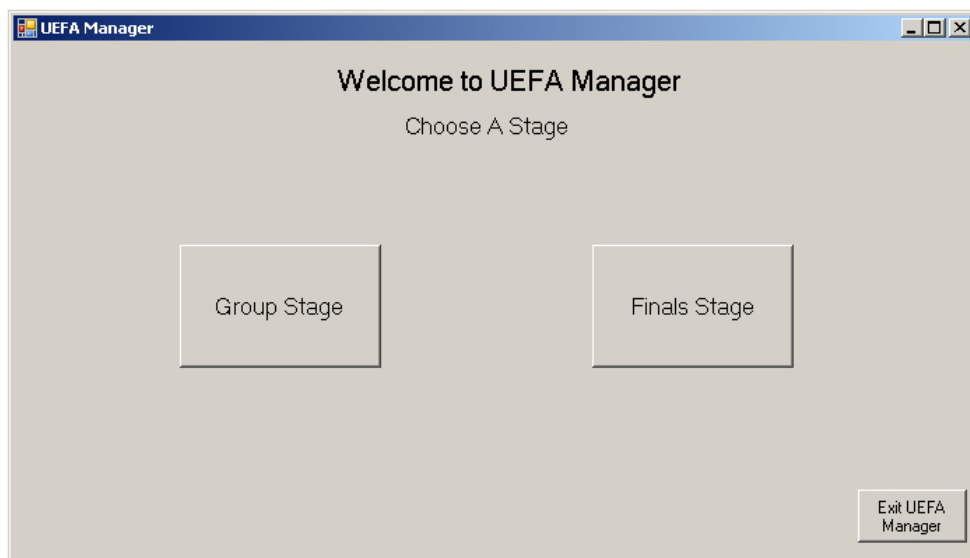 UEFA Manager
Welcome to UEFA Manager
Choose A Stage
Group Stage
Finals Stage
Exit UEFA
Manager